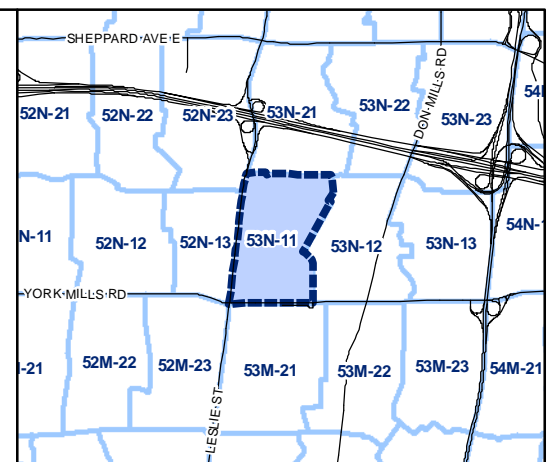 SHEPPARD AVE E
DON MILLS RD
52N-21
52N-22
52N-23
53N-21
53N-22
53N-23
N-11
52N-12
52N-13
53N-11
53N-12
53N-13
YORK MILLS RD
-21
52M-22
52M-23
53M-21
53M-22
53M-23
54M-21
LESLIE ST